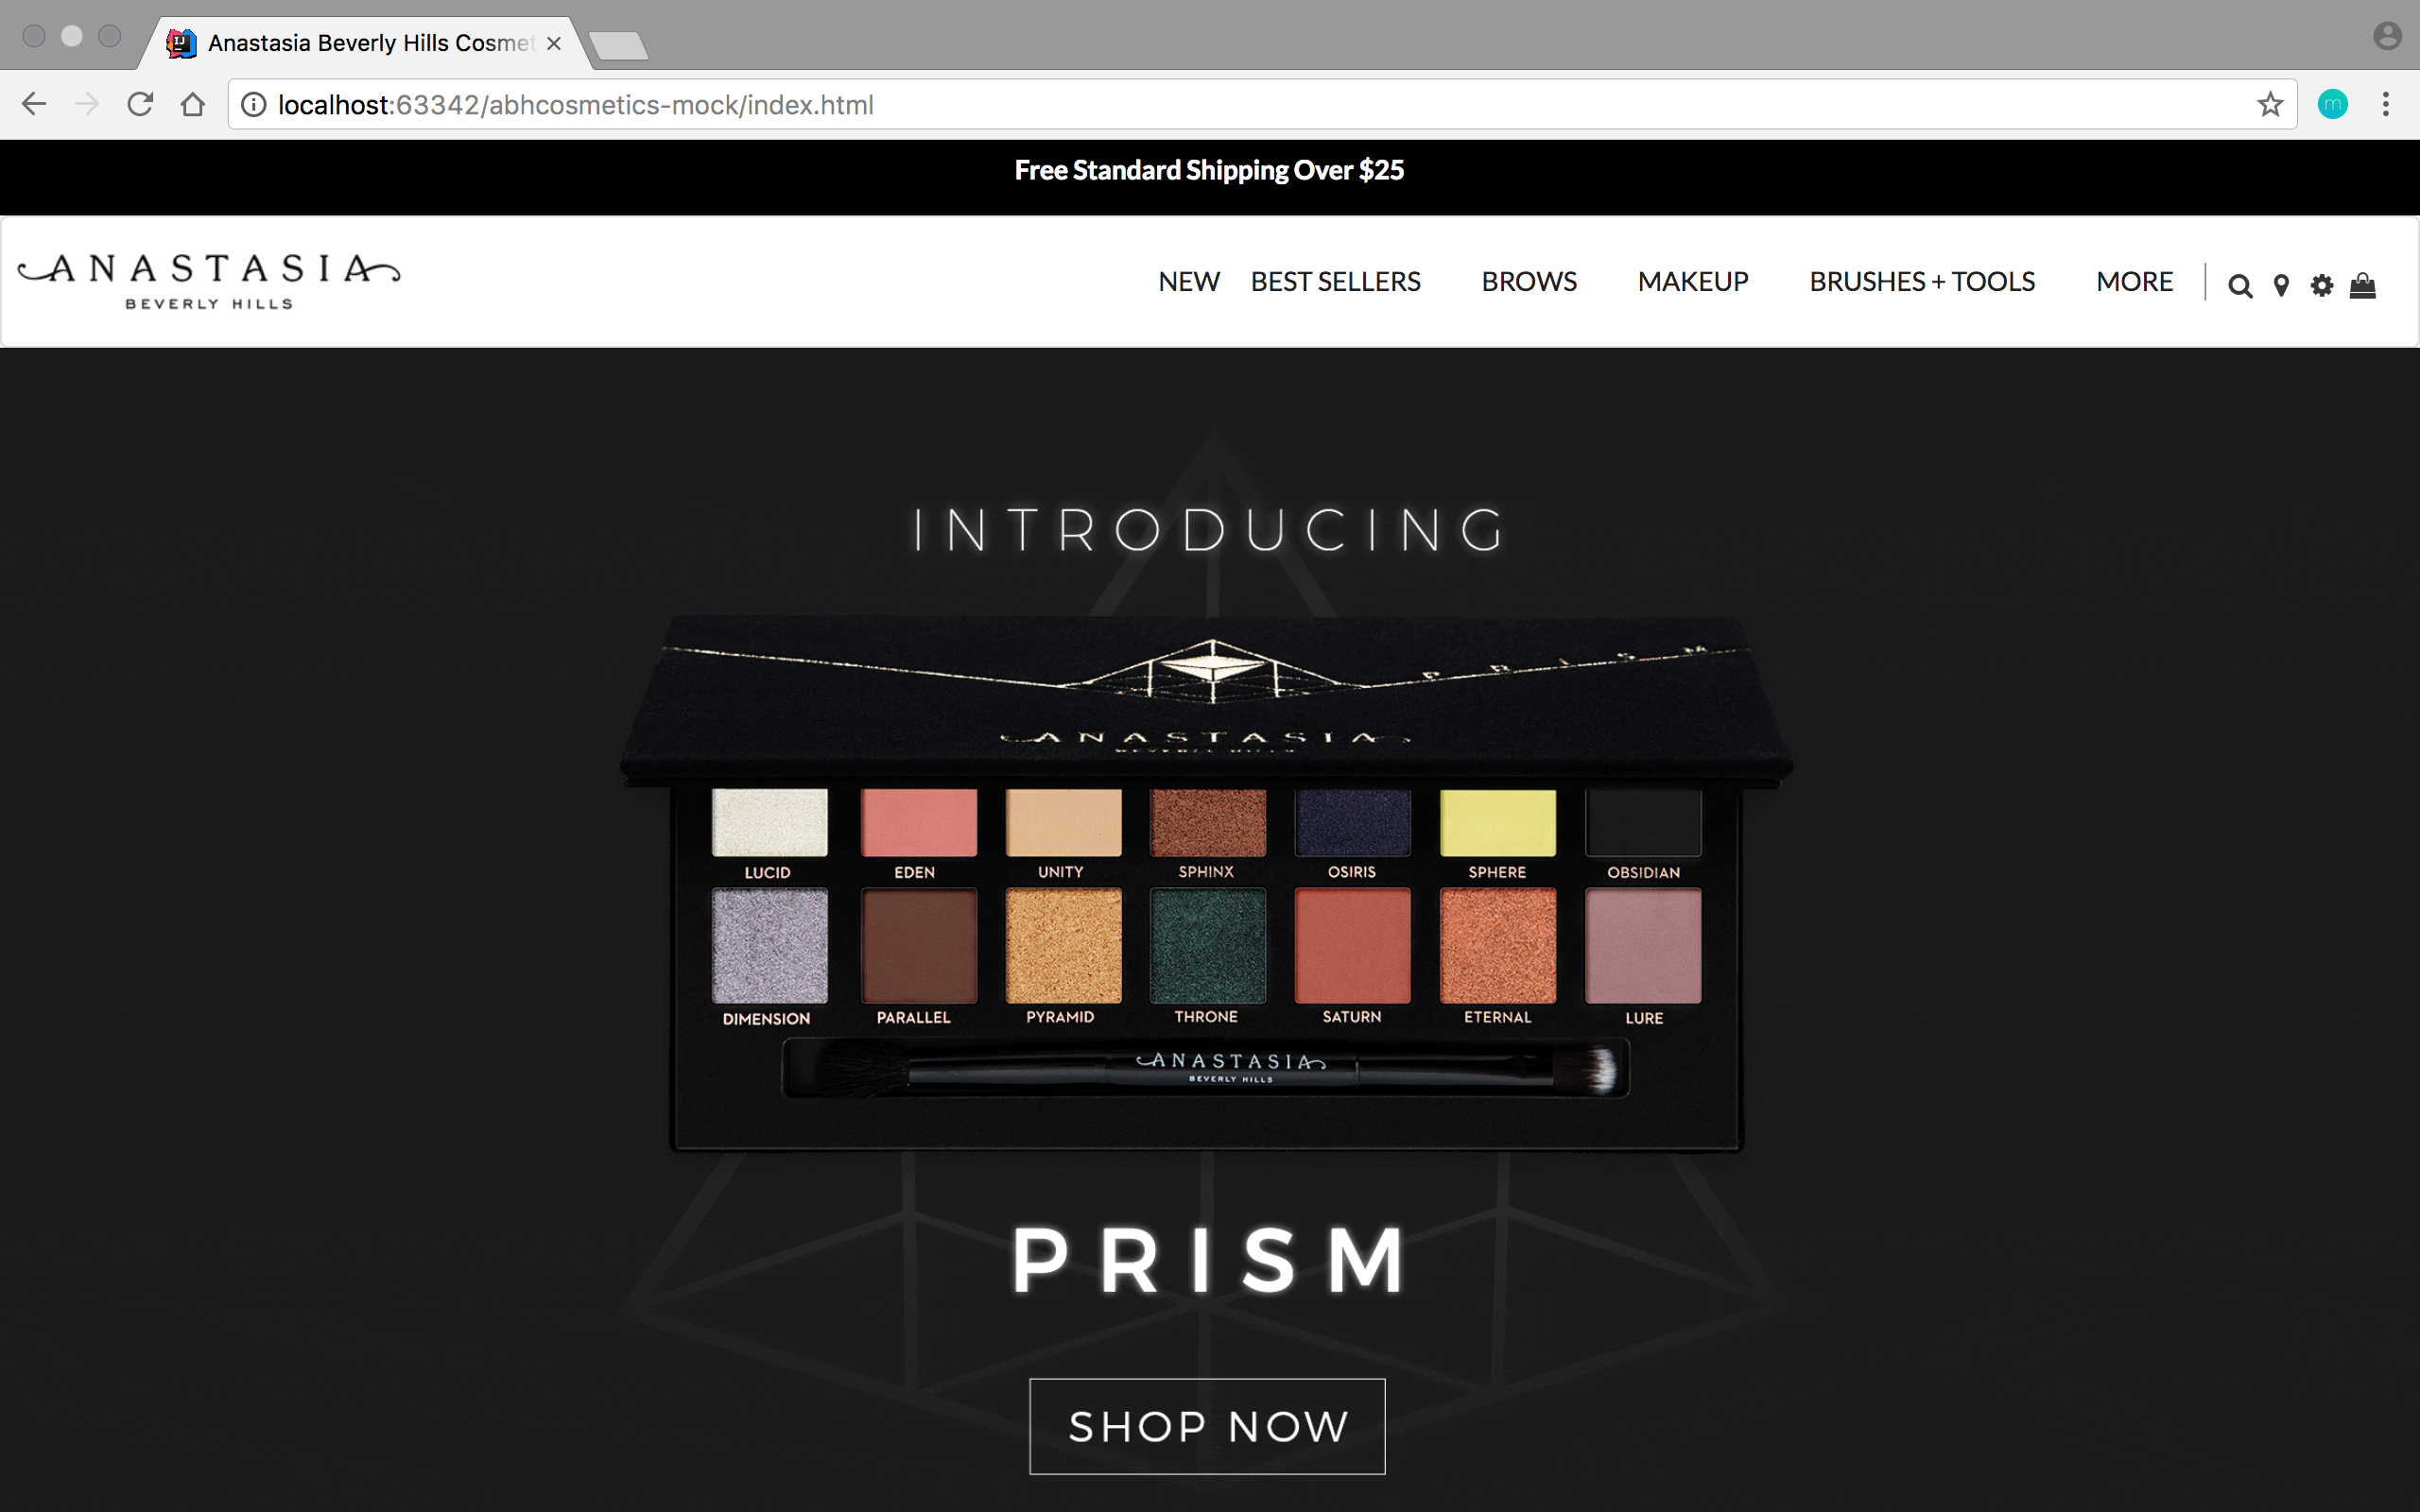 Anastasia Beverly Hills Cosmet
localhost:63342/abhcosmetics-mock/index.html
Free Standard Shipping Over $25
ANASTASIA
BEVERLY HILLS
NEW BEST SELLERS BROWS MAKEUP BRUSHES + TOOLS MORE
INTRODUCING
PRISM
ANASTASIA
BEVERLY HILLS
LUCID EDEN UNITY SPHINX OSIRIS SPHERE OBSIDIAN
DIMENSION PARALLEL PYRAMID THRONE SATURN ETERNAL LURE
ANASTASIA
BEVERLY HILLS
PRISM
SHOP NOW